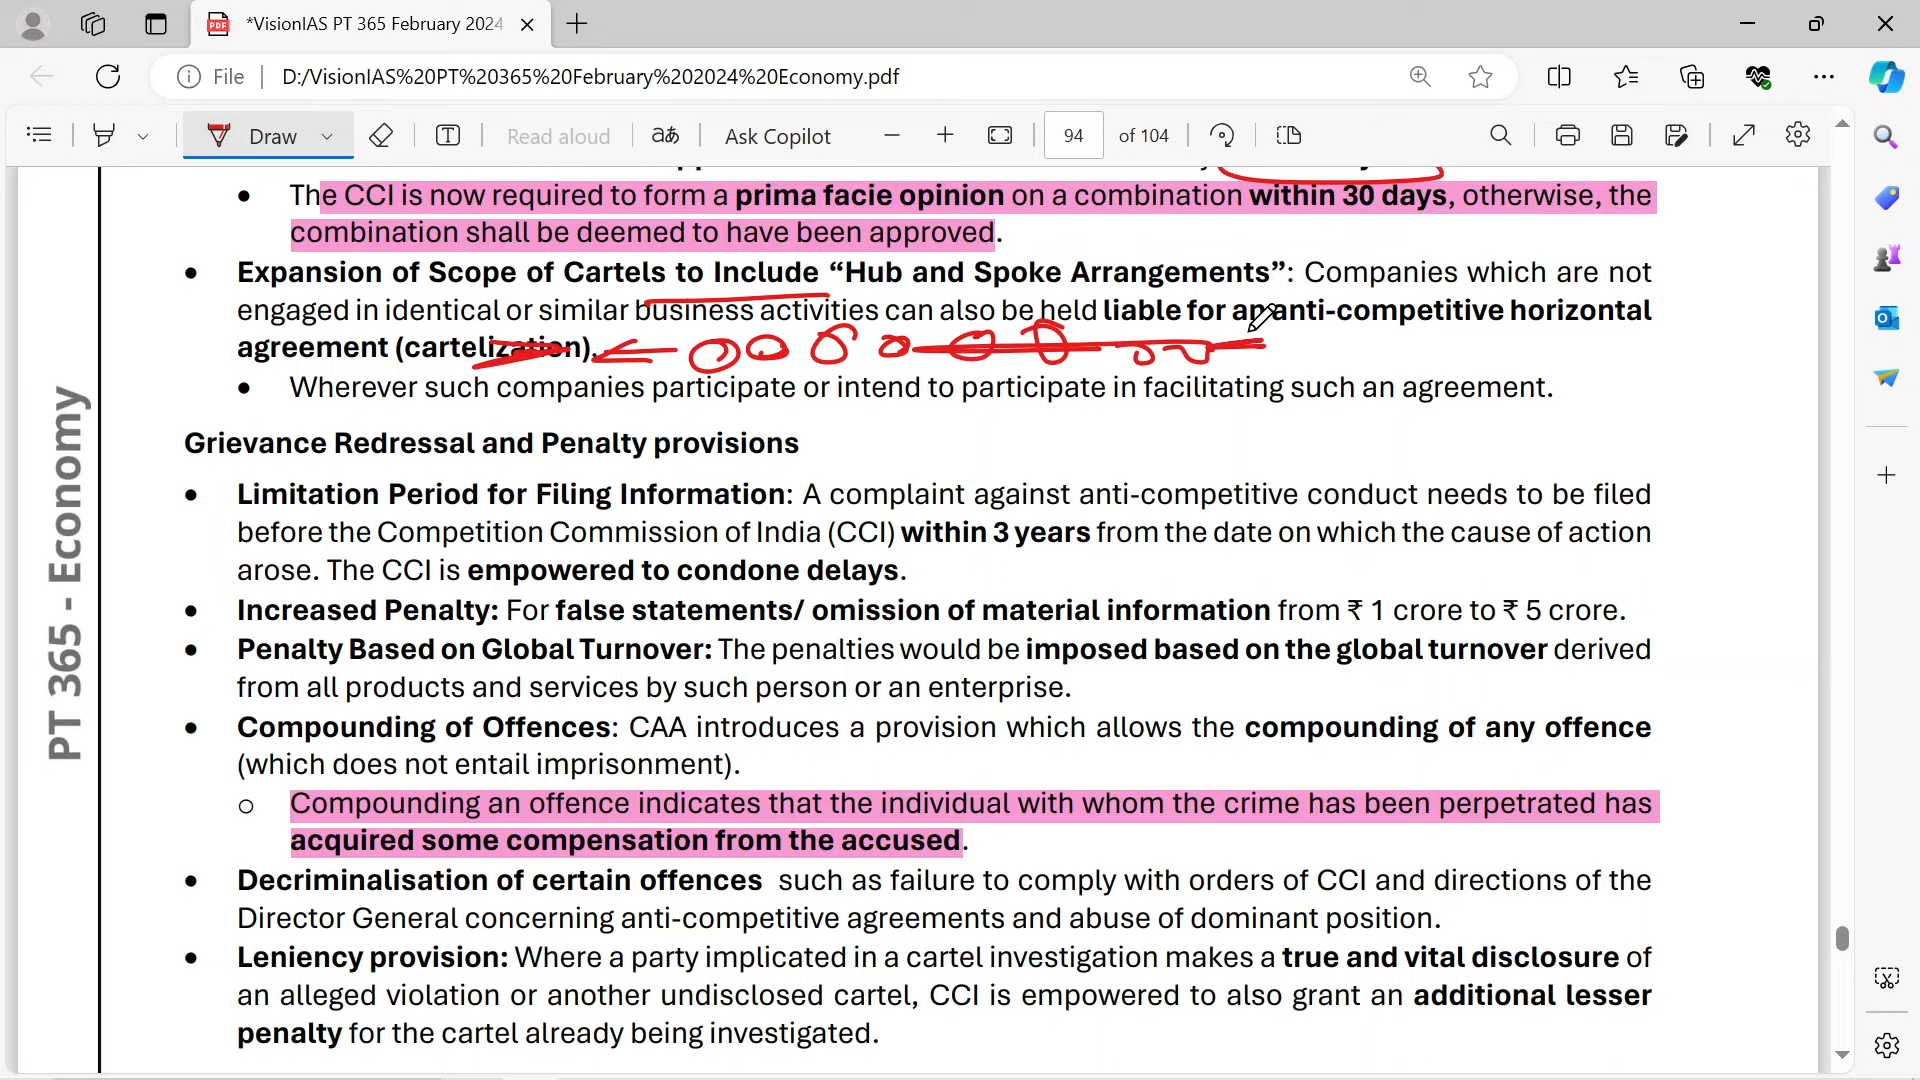 *VisionIAS PT 365 February 2024
File
D:/VisionIAS%20PT%20365%20February%202024%20Economy.pdf
Draw
Read aloud
aあ
Ask Copilot
94
of 104
• The CCI is now required to form a prima facie opinion on a combination within 30 days, otherwise, the
combination shall be deemed to have been approved.
• Expansion of Scope of Cartels to Include “Hub and Spoke Arrangements”: Companies which are not
engaged in identical or similar business activities can also be held liable for an anti-competitive horizontal
agreement (cartelization).
• Wherever such companies participate or intend to participate in facilitating such an agreement.
Grievance Redressal and Penalty provisions
• Limitation Period for Filing Information: A complaint against anti-competitive conduct needs to be filed
before the Competition Commission of India (CCI) within 3 years from the date on which the cause of action
arose. The CCI is empowered to condone delays.
• Increased Penalty: For false statements/ omission of material information from ₹ 1 crore to ₹ 5 crore.
• Penalty Based on Global Turnover: The penalties would be imposed based on the global turnover derived
from all products and services by such person or an enterprise.
• Compounding of Offences: CAA introduces a provision which allows the compounding of any offence
(which does not entail imprisonment).
○ Compounding an offence indicates that the individual with whom the crime has been perpetrated has
acquired some compensation from the accused.
• Decriminalisation of certain offences such as failure to comply with orders of CCI and directions of the
Director General concerning anti-competitive agreements and abuse of dominant position.
• Leniency provision: Where a party implicated in a cartel investigation makes a true and vital disclosure of
an alleged violation or another undisclosed cartel, CCI is empowered to also grant an additional lesser
penalty for the cartel already being investigated.
PT 365 - Economy